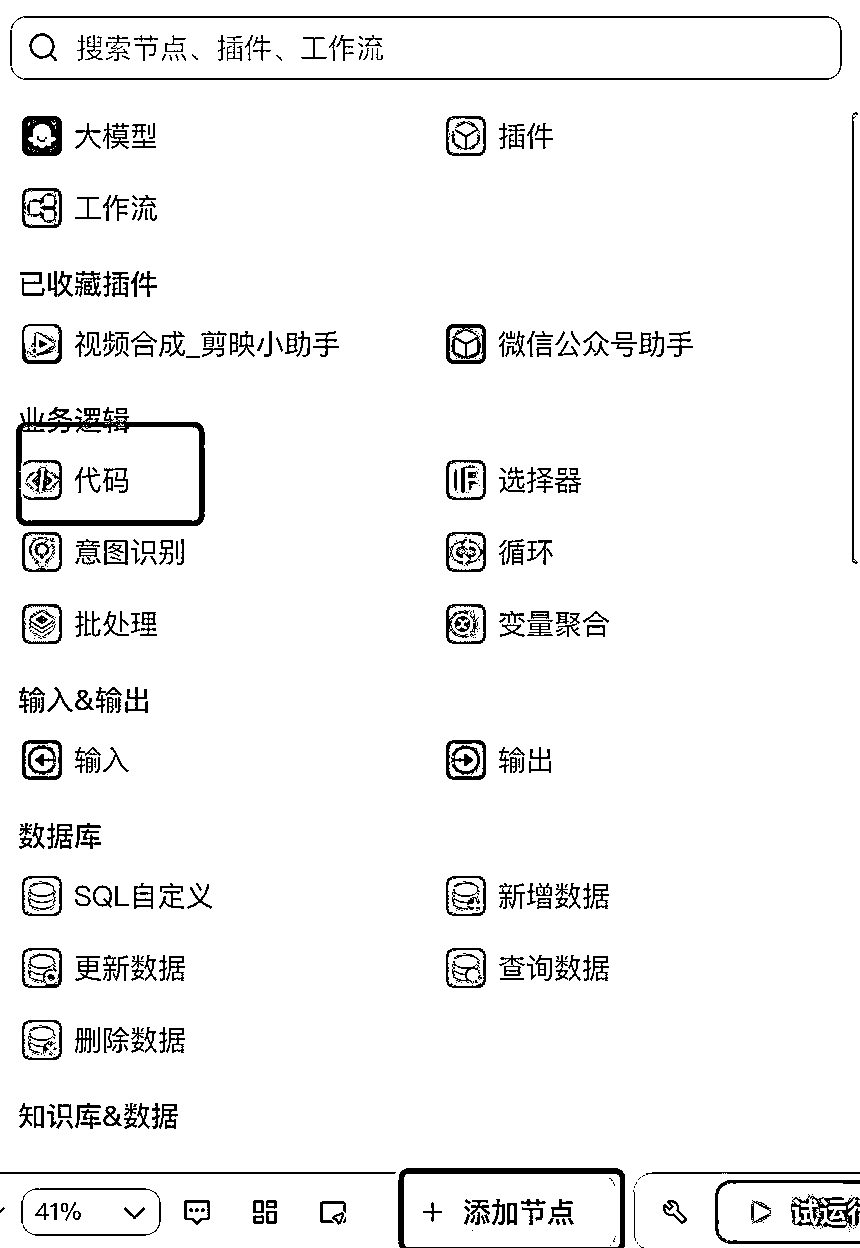 搜索节点、插件、工作流
大模型 插件
工作流
已收藏插件
视频合成_剪映小助手 微信公众号助手
业务逻辑
代码 选择器
意图识别 循环
批处理 变量聚合
输入&输出
输入 输出
数据库
SQL自定义 新增数据
更新数据 查询数据
删除数据
知识库&数据
41% + 添加节点 试运行